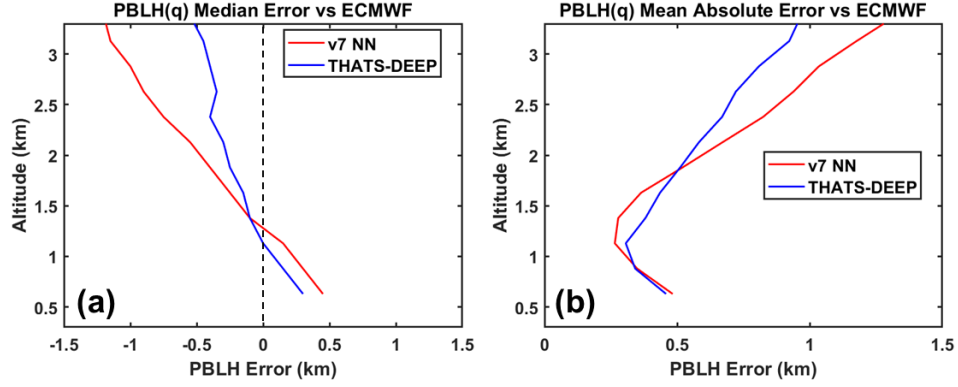 PBLH(q) Median Error vs ECMWF
3
2.5
2
1.5
1
0.5
Altitude (km)
v7 NN
THATS-DEEP
(a)
-1.5 -1 -0.5 0 0.5 1 1.5
PBLH Error (km)
PBLH(q) Mean Absolute Error vs ECMWF
3
2.5
2
1.5
1
0.5
Altitude (km)
v7 NN
THATS-DEEP
(b)
0 0.5 1 1.5
PBLH Error (km)